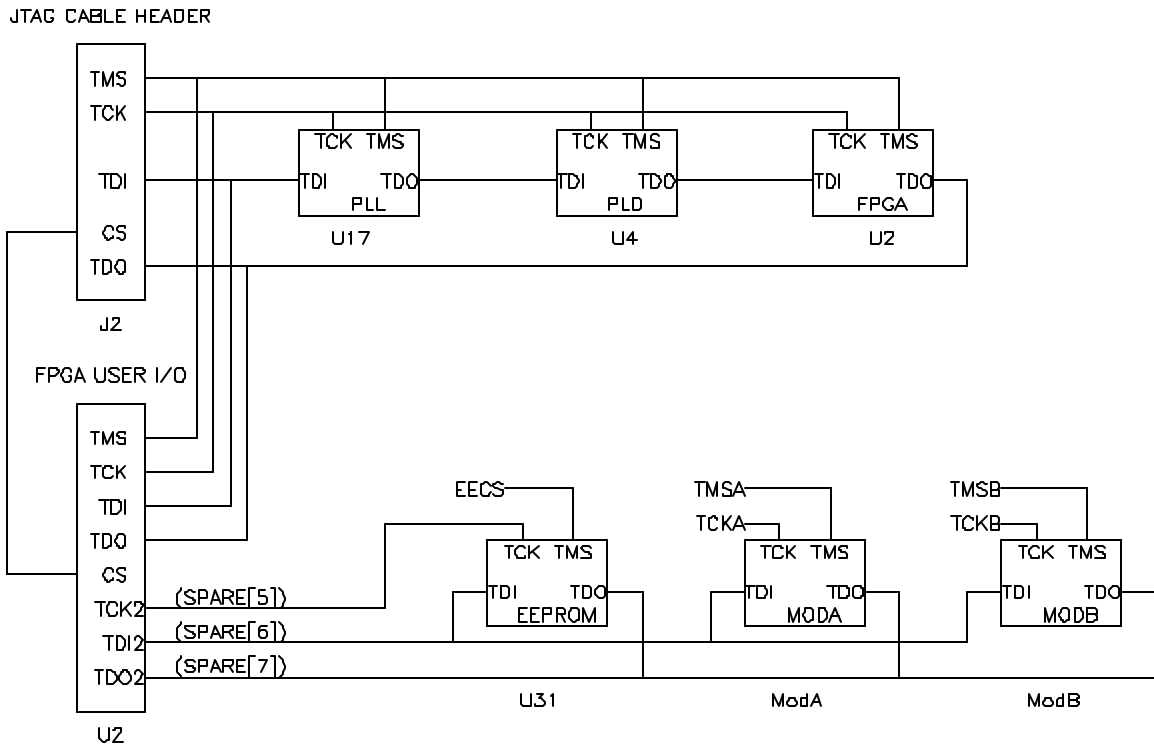 JTAG CABLE HEADER
TMS
TCK
TDI
CS
TDO
J2
TCK TMS
TDI TDO
PLL
U17
TCK TMS
TDI TDO
PLD
U4
TCK TMS
TDI TDO
FPGA
U2
FPGA USER I/O
TMS
TCK
TDI
TDO
CS
TCK2
TDI2
TDO2
U2
(SPARE[5])
(SPARE[6])
(SPARE[7])
EECS
TCK TMS
TDI TDO
EEPROM
U31
TMSA
TCKA
TCK TMS
TDI TDO
MODA
ModA
TMSB
TCKB
TCK TMS
TDI TDO
MODB
ModB